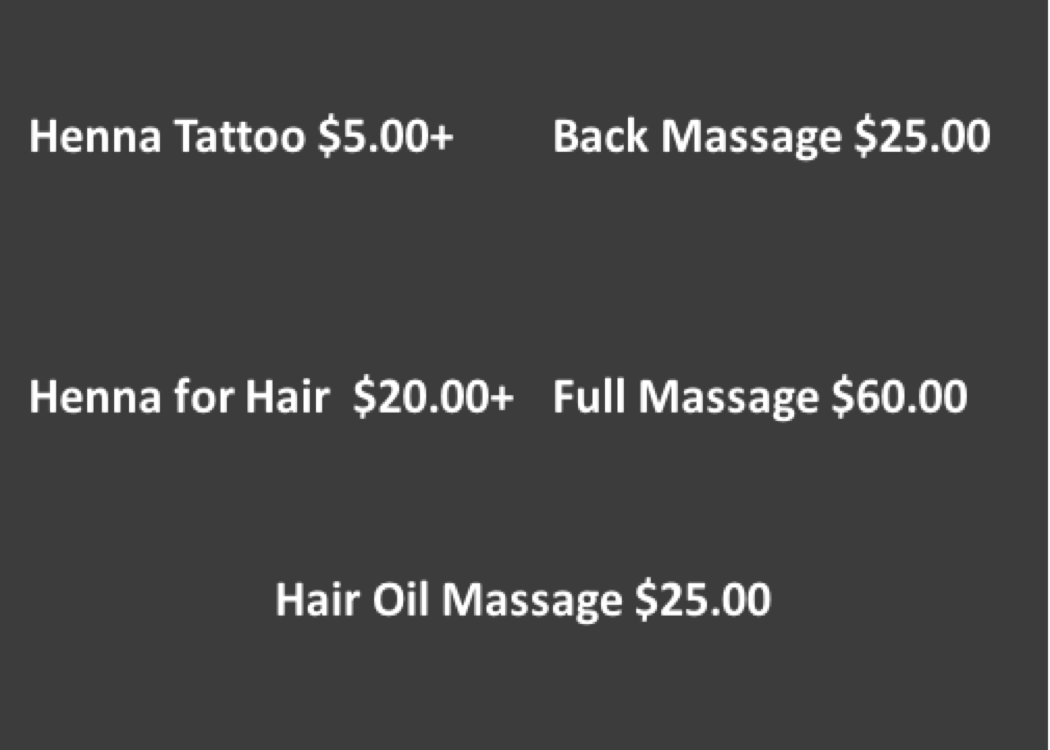 Henna Tattoo $5.00+
Back Massage $25.00
Henna for Hair  $20.00+
Full Massage $60.00
Hair Oil Massage $25.00